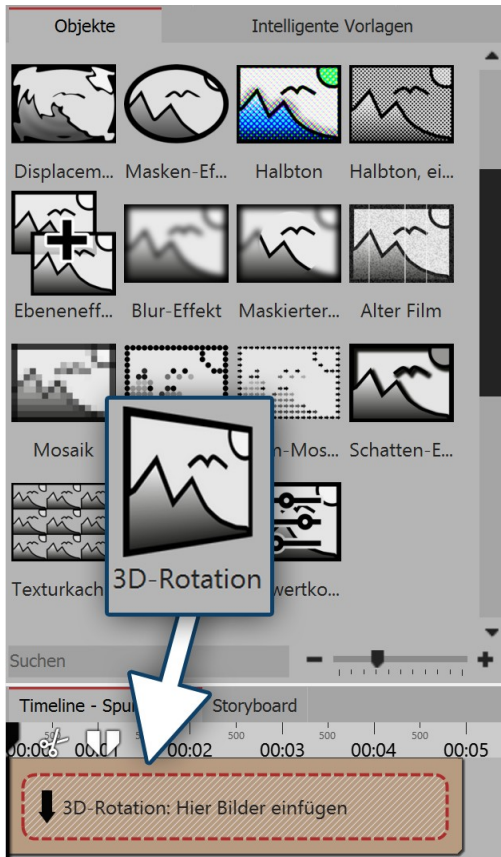 Objekte Intelligente Vorlagen
Displacem... Masken-Ef... Halbton Halbton, ei...
Ebeneneff... Blur-Effekt Maskierter... Alter Film
Mosaik -Mos... Schatten-E...
Texturkach 3D-Rotation wertko...
Suchen
Timeline - Spu Storyboard
500 500 500 500 500
00:00 00:02 00:03 00:04 00:05
3D-Rotation: Hier Bilder einfügen